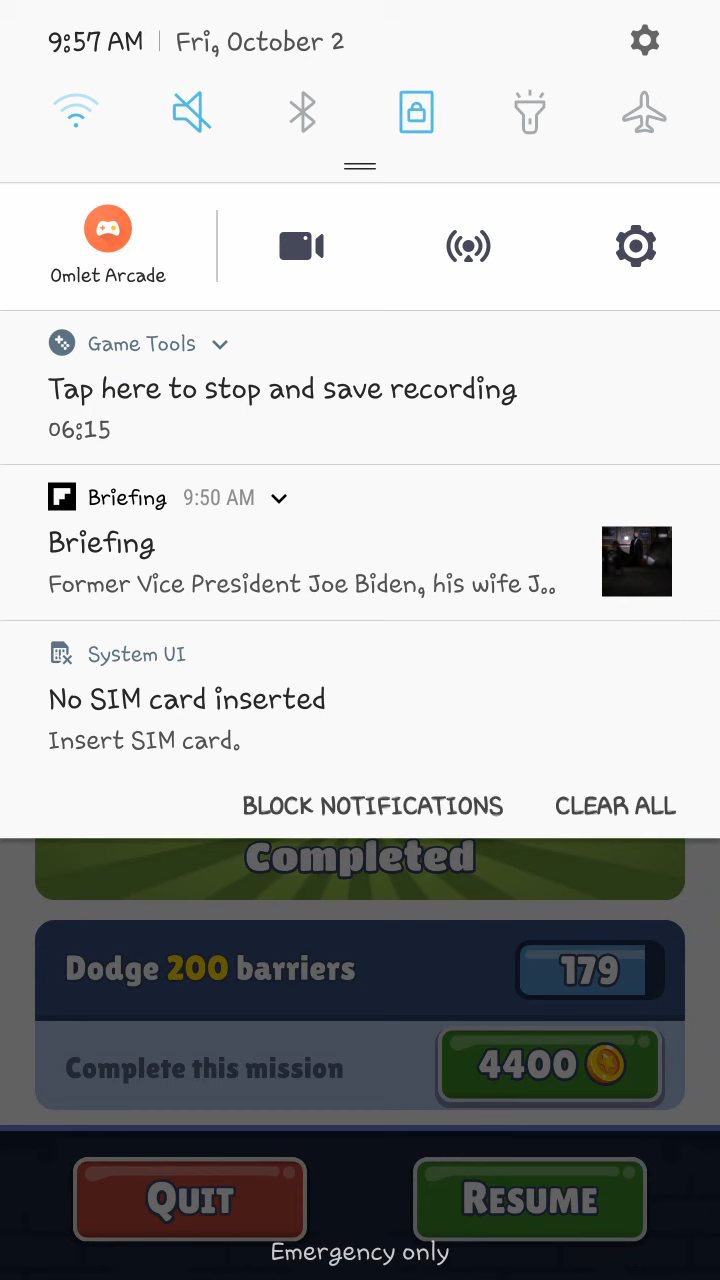 9:57 AM | Fri, October 2
Omlet Arcade
Game Tools
Tap here to stop and save recording
06:15
Briefing 9:50 AM
Briefing
Former Vice President Joe Biden, his wife J..
System UI
No SIM card inserted
Insert SIM card.
BLOCK NOTIFICATIONS CLEAR ALL
Completed
Dodge 200 barriers 179
Complete this mission 4400
QUIT RESUME
Emergency only